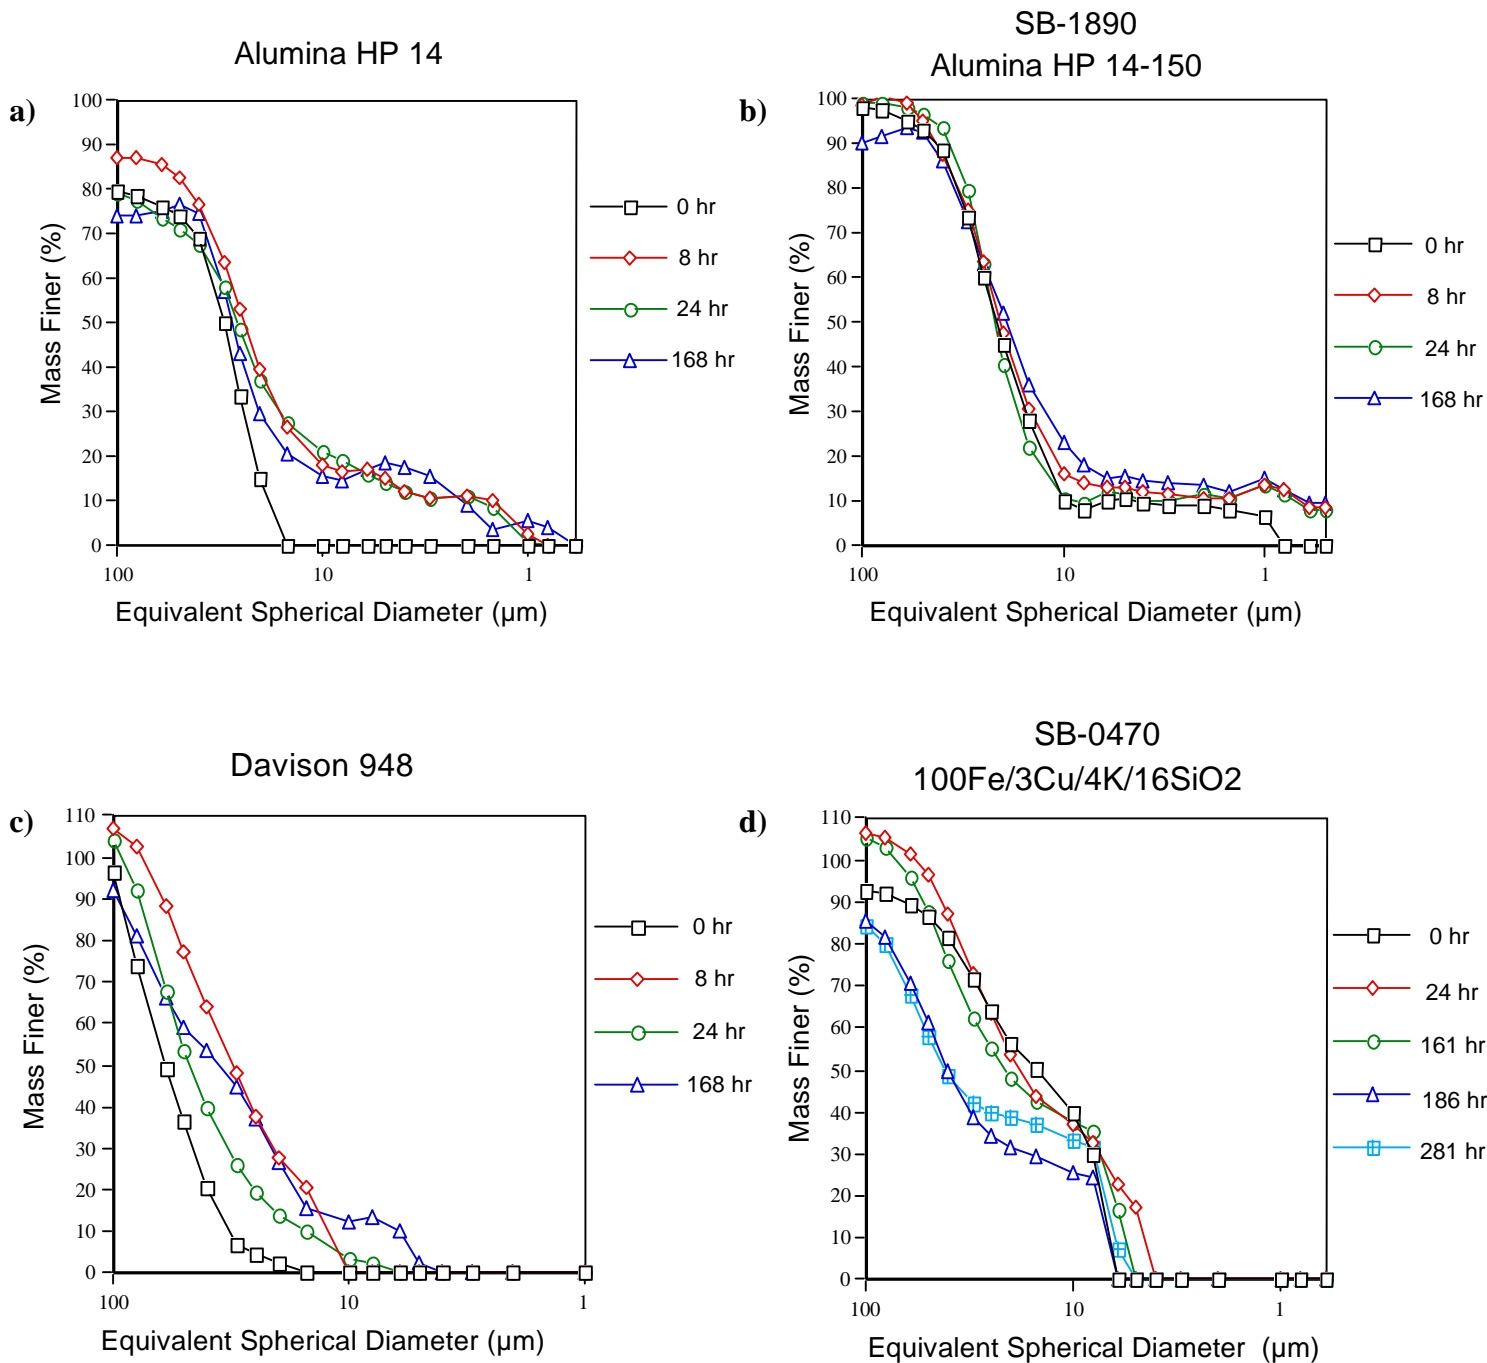 a)
Alumina HP 14
100
90
80
70
60
50
40
30
20
10
0
Mass Finer (%)
100
10
1
Equivalent Spherical Diameter (µm)
0 hr
8 hr
24 hr
168 hr
b)
SB-1890
Alumina HP 14-150
100
90
80
70
60
50
40
30
20
10
0
Mass Finer (%)
100
10
1
Equivalent Spherical Diameter (µm)
0 hr
8 hr
24 hr
168 hr
c)
Davison 948
110
100
90
80
70
60
50
40
30
20
10
0
Mass Finer (%)
100
10
1
Equivalent Spherical Diameter (µm)
0 hr
8 hr
24 hr
168 hr
d)
SB-0470
100Fe/3Cu/4K/16SiO2
110
100
90
80
70
60
50
40
30
20
10
0
Mass Finer (%)
100
10
1
Equivalent Spherical Diameter (µm)
0 hr
24 hr
161 hr
186 hr
281 hr